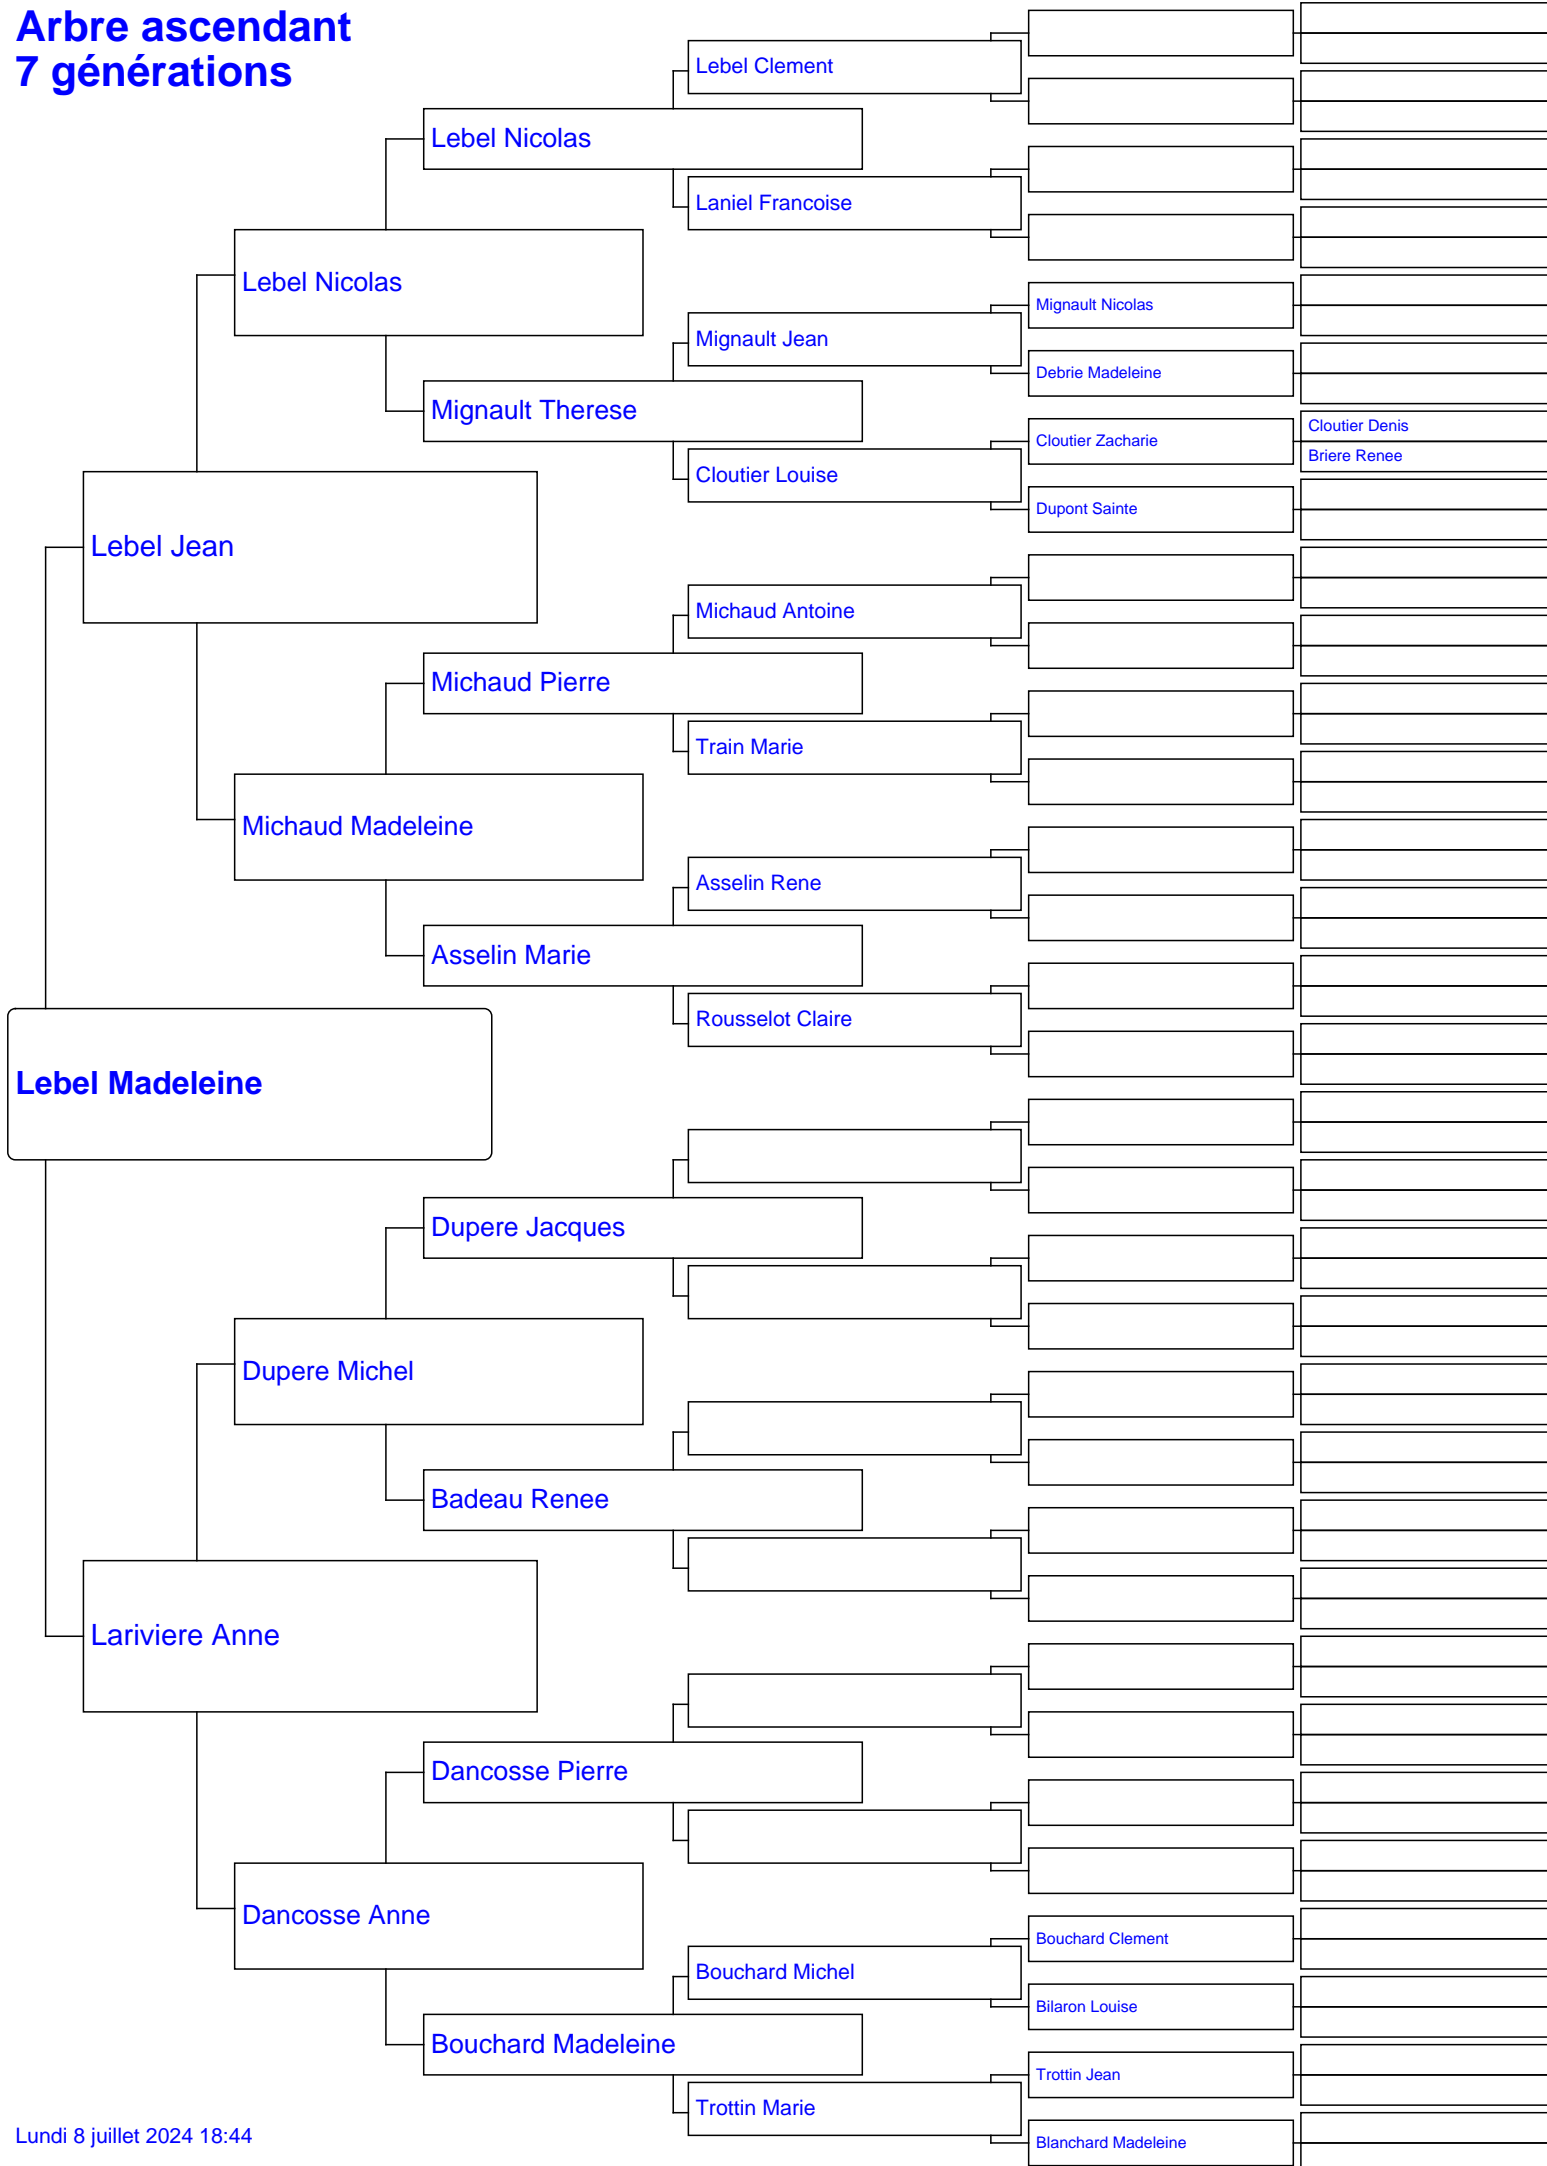 Arbre ascendant
7 générations
Lebel Clement
Lebel Nicolas
Laniel Francoise
Lebel Nicolas
Mignault Nicolas
Mignault Jean
Debrie Madeleine
Mignault Therese
Cloutier Denis
Cloutier Zacharie
Briere Renee
Cloutier Louise
Dupont Sainte
Lebel Jean
Michaud Antoine
Michaud Pierre
Train Marie
Michaud Madeleine
Asselin Rene
Asselin Marie
Rousselot Claire
Lebel Madeleine
Dupere Jacques
Dupere Michel
Badeau Renee
Lariviere Anne
Dancosse Pierre
Dancosse Anne
Bouchard Clement
Bouchard Michel
Bilaron Louise
Bouchard Madeleine
Trottin Jean
Trottin Marie
Blanchard Madeleine
Lundi 8 juillet 2024 18:44